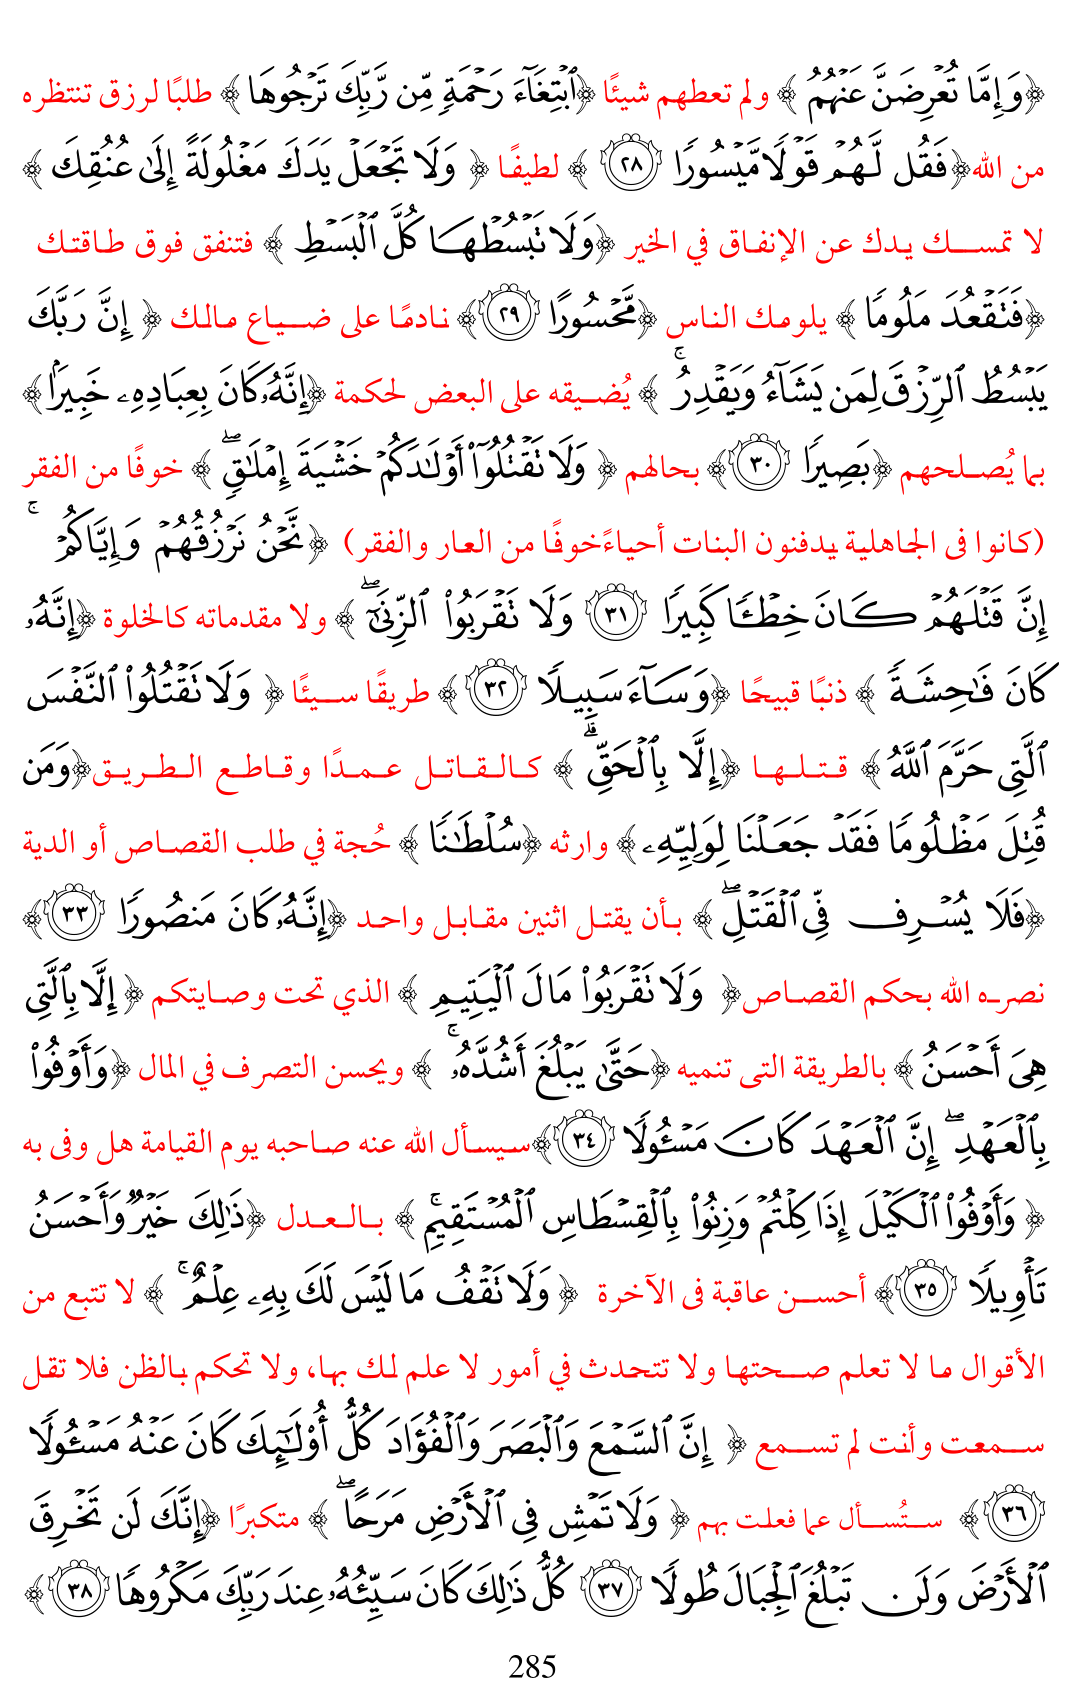 ﴿وَإِمَّا تُعْرِضَنَّ عَنْهُمُ ﴾ ولم تعطهم شيئًا ﴿ٱبْتِغَآءَ رَحْمَةٍ مِّن رَّبِّكَ تَرْجُوهَا ﴾ طلبًا لرزق تنتظره
من الله﴿فَقُل لَّهُمْ قَوْلًا مَّيْسُورًا ٢٨ ﴾ لطيفًا ﴿ وَلَا تَجْعَلْ يَدَكَ مَغْلُولَةً إِلَىٰ عُنُقِكَ ﴾
لا تمسك يدك عن الإنفاق في الخير ﴿وَلَا تَبْسُطْهَا كُلَّ ٱلْبَسْطِ ﴾ فتنفق فوق طاقتك
﴿فَتَقْعُدَ مَلُومًا ﴾ يلومك الناس ﴿مَّحْسُورًا ٢٩﴾ نادمًا على ضياع مالك ﴿ إِنَّ رَبَّكَ
يَبْسُطُ ٱلرِّزْقَ لِمَن يَشَآءُ وَيَقْدِرُ ۚ ﴾ يُضيقه على البعض لحكمة ﴿إِنَّهُۥ كَانَ بِعِبَادِهِۦ خَبِيرًۢا﴾
بما يُصلحهم ﴿بَصِيرًا ٣٠﴾ بحالهم ﴿ وَلَا تَقْتُلُوٓا۟ أَوْلَـٰدَكُمْ خَشْيَةَ إِمْلَـٰقٍ ۖ ﴾ خوفًا من الفقر
(كانوا فى الجاهلية يدفنون البنات أحياءًخوفًا من العار والفقر) ﴿نَّحْنُ نَرْزُقُهُمْ وَإِيَّاكُمْ ۚ
إِنَّ قَتْلَهُمْ كَانَ خِطْـًٔا كَبِيرًا ٣١ وَلَا تَقْرَبُوا۟ ٱلزِّنَىٰٓ ۖ ﴾ ولا مقدماته كالخلوة ﴿إِنَّهُۥ
كَانَ فَـٰحِشَةً ﴾ ذنبًا قبيحًا ﴿وَسَآءَ سَبِيلًا ٣٢ ﴾ طريقًا سيئًا ﴿ وَلَا تَقْتُلُوا۟ ٱلنَّفْسَ
ٱلَّتِى حَرَّمَ ٱللَّهُ ﴾ قتلها ﴿إِلَّا بِٱلْحَقِّ ۗ ﴾ كالقاتل عمدًا وقاطع الطريق﴿وَمَن
قُتِلَ مَظْلُومًا فَقَدْ جَعَلْنَا لِوَلِيِّهِۦ ﴾ وارثه ﴿سُلْطَـٰنًا ﴾ حُجة في طلب القصاص أو الدية
﴿فَلَا يُسْرِف فِّى ٱلْقَتْلِ ۖ ﴾ بأن يقتل اثنين مقابل واحد ﴿إِنَّهُۥ كَانَ مَنصُورًا ٣٣﴾
نصره الله بحكم القصاص﴿ وَلَا تَقْرَبُوا۟ مَالَ ٱلْيَتِيمِ ﴾ الذي تحت وصايتكم ﴿ إِلَّا بِٱلَّتِى
هِىَ أَحْسَنُ ﴾ بالطريقة التى تنميه ﴿حَتَّىٰ يَبْلُغَ أَشُدَّهُۥ ۚ ﴾ ويحسن التصرف في المال ﴿وَأَوْفُوا۟
بِٱلْعَهْدِ ۖ إِنَّ ٱلْعَهْدَ كَانَ مَسْـُٔولًا ٣٤ ﴾سيسأل الله عنه صاحبه يوم القيامة هل وفى به
﴿ وَأَوْفُوا۟ ٱلْكَيْلَ إِذَا كِلْتُمْ وَزِنُوا۟ بِٱلْقِسْطَاسِ ٱلْمُسْتَقِيمِ ۚ ﴾ بالعدل ﴿ذَٰلِكَ خَيْرٌ وَأَحْسَنُ
تَأْوِيلًا ٣٥﴾ أحسن عاقبة فى الآخرة ﴿ وَلَا تَقْفُ مَا لَيْسَ لَكَ بِهِۦ عِلْمٌ ۚ ﴾ لا تتبع من
الأقوال ما لا تعلم صحتها ولا تتحدث في أمور لا علم لك بها، ولا تحكم بالظن فلا تقل
سمعت وأنت لم تسمع ﴿ إِنَّ ٱلسَّمْعَ وَٱلْبَصَرَ وَٱلْفُؤَادَ كُلُّ أُو۟لَـٰٓئِكَ كَانَ عَنْهُ مَسْـُٔولًا
٣٦ ﴾ ستُسأل عما فعلت بهم ﴿ وَلَا تَمْشِ فِى ٱلْأَرْضِ مَرَحًا ۖ ﴾ متكبرًا ﴿إِنَّكَ لَن تَخْرِقَ
ٱلْأَرْضَ وَلَن تَبْلُغَ ٱلْجِبَالَ طُولًا ٣٧ كُلُّ ذَٰلِكَ كَانَ سَيِّئُهُۥ عِندَ رَبِّكَ مَكْرُوهًا ٣٨ ﴾
285